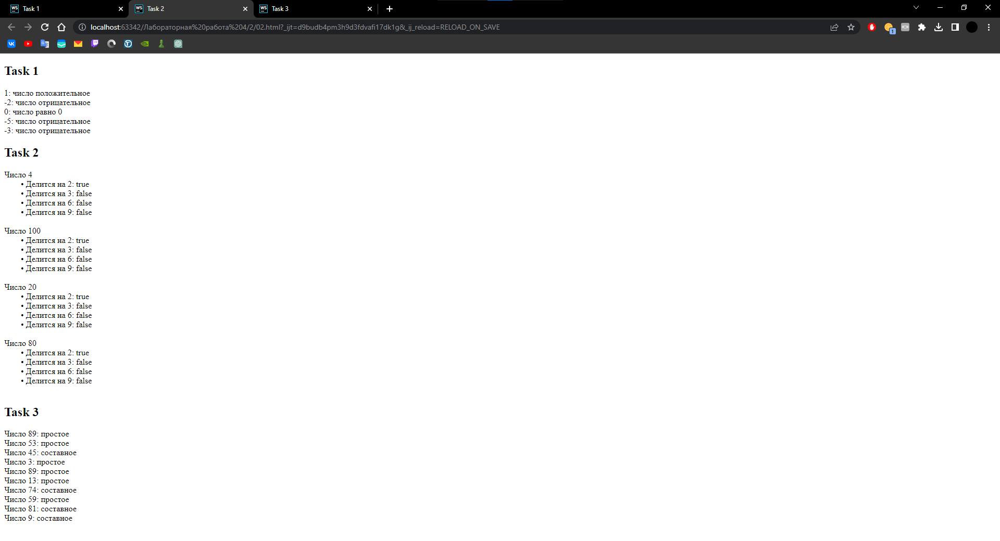 Task 1
Task 2
Task 3
localhost:63342/Лабораторная%20работа%204/2/02.html?_ijt=d9budb4pm3h9d3fdvafi17dk1g&_ij_reload=RELOAD_ON_SAVE
1
Task 1
1: число положительное
-2: число отрицательное
0: число равно 0
-5: число отрицательное
-3: число отрицательное
Task 2
Число 4
• Делится на 2: true
• Делится на 3: false
• Делится на 6: false
• Делится на 9: false
Число 100
• Делится на 2: true
• Делится на 3: false
• Делится на 6: false
• Делится на 9: false
Число 20
• Делится на 2: true
• Делится на 3: false
• Делится на 6: false
• Делится на 9: false
Число 80
• Делится на 2: true
• Делится на 3: false
• Делится на 6: false
• Делится на 9: false
Task 3
Число 89: простое
Число 53: простое
Число 45: составное
Число 3: простое
Число 89: простое
Число 13: простое
Число 74: составное
Число 59: простое
Число 81: составное
Число 9: составное